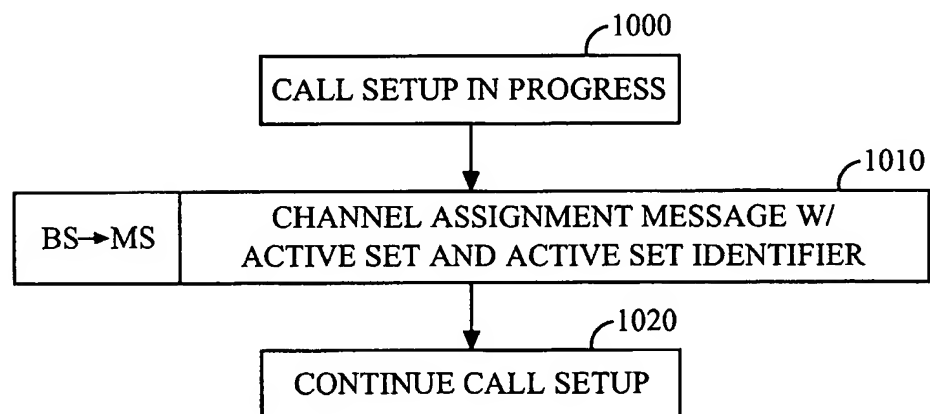 1000
CALL SETUP IN PROGRESS
1010
BS→MS
CHANNEL ASSIGNMENT MESSAGE W/
ACTIVE SET AND ACTIVE SET IDENTIFIER
1020
CONTINUE CALL SETUP